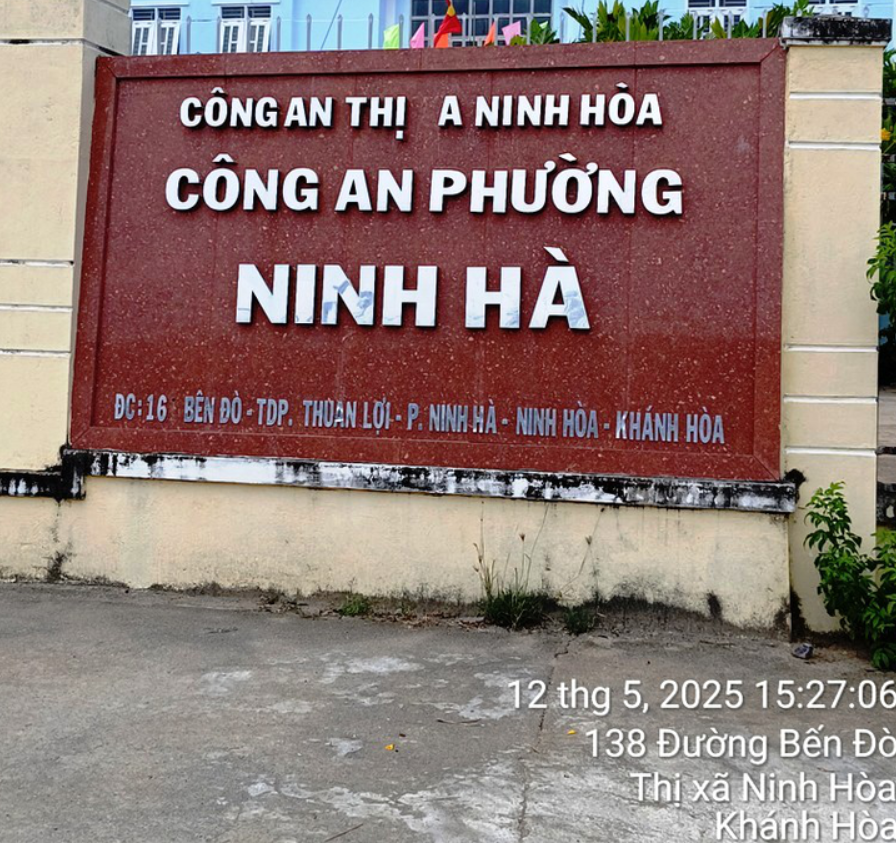 CÔNG AN THỊ A NINH HÒA
CÔNG AN PHƯỜNG
NINH HÀ
ĐC:16 BÊN ĐÒ - TDP. THUAN LỢI - P. NINH HÀ - NINH HÒA - KHÁNH HÒA
12 thg 5, 2025 15:27:06
138 Đường Bến Đò
Thị xã Ninh Hòa
Khánh Hòa